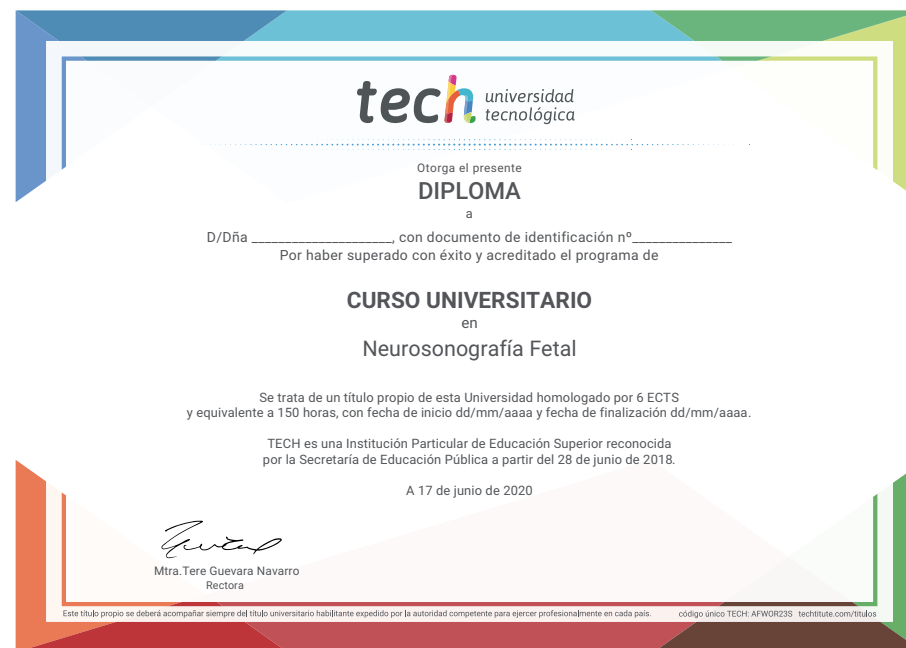 tech universidad
tecnológica
Otorga el presente
DIPLOMA
a
D/Dña _____________________, con documento de identificación nº_______________
Por haber superado con éxito y acreditado el programa de
CURSO UNIVERSITARIO
en
Neurosonografía Fetal
Se trata de un título propio de esta Universidad homologado por 6 ECTS
y equivalente a 150 horas, con fecha de inicio dd/mm/aaaa y fecha de finalización dd/mm/aaaa.
TECH es una Institución Particular de Educación Superior reconocida
por la Secretaría de Educación Pública a partir del 28 de junio de 2018.
A 17 de junio de 2020
Mtra.Tere Guevara Navarro
Rectora
Este título propio se deberá acompañar siempre del título universitario habilitante expedido por la autoridad competente para ejercer profesionalmente en cada país. código único TECH: AFWOR23S techtitute.com/titulos